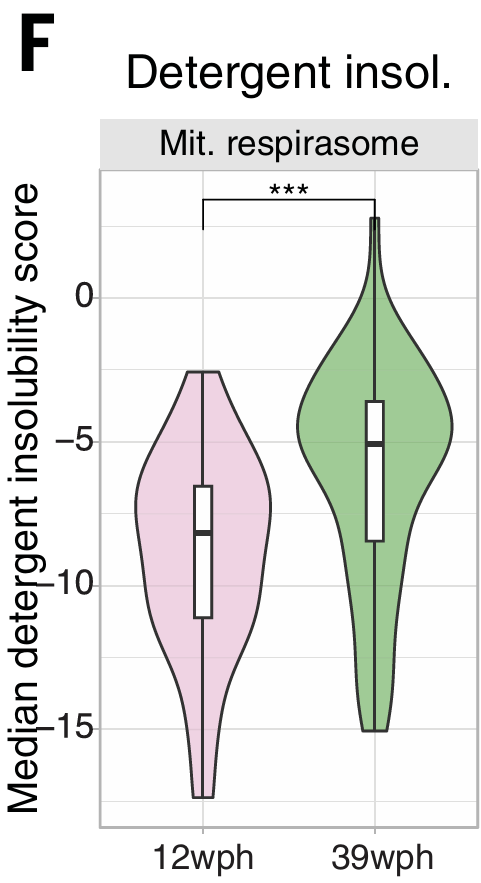 F
Detergent insol.
Mit. respirasome
Median detergent insolubility score
***
0
−5
−10
−15
12wph
39wph